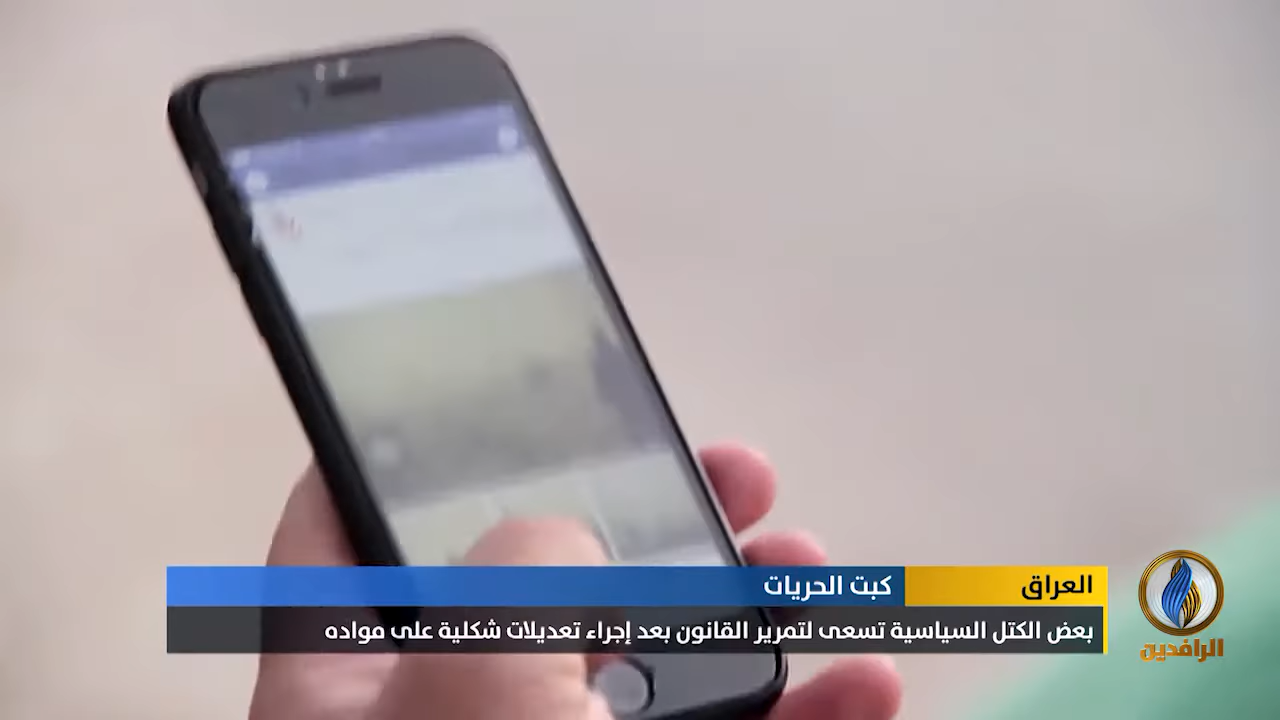 العراق
كبت الحريات
بعض الكتل السياسية تسعى لتمرير القانون بعد إجراء تعديلات شكلية على مواده
الرافدين